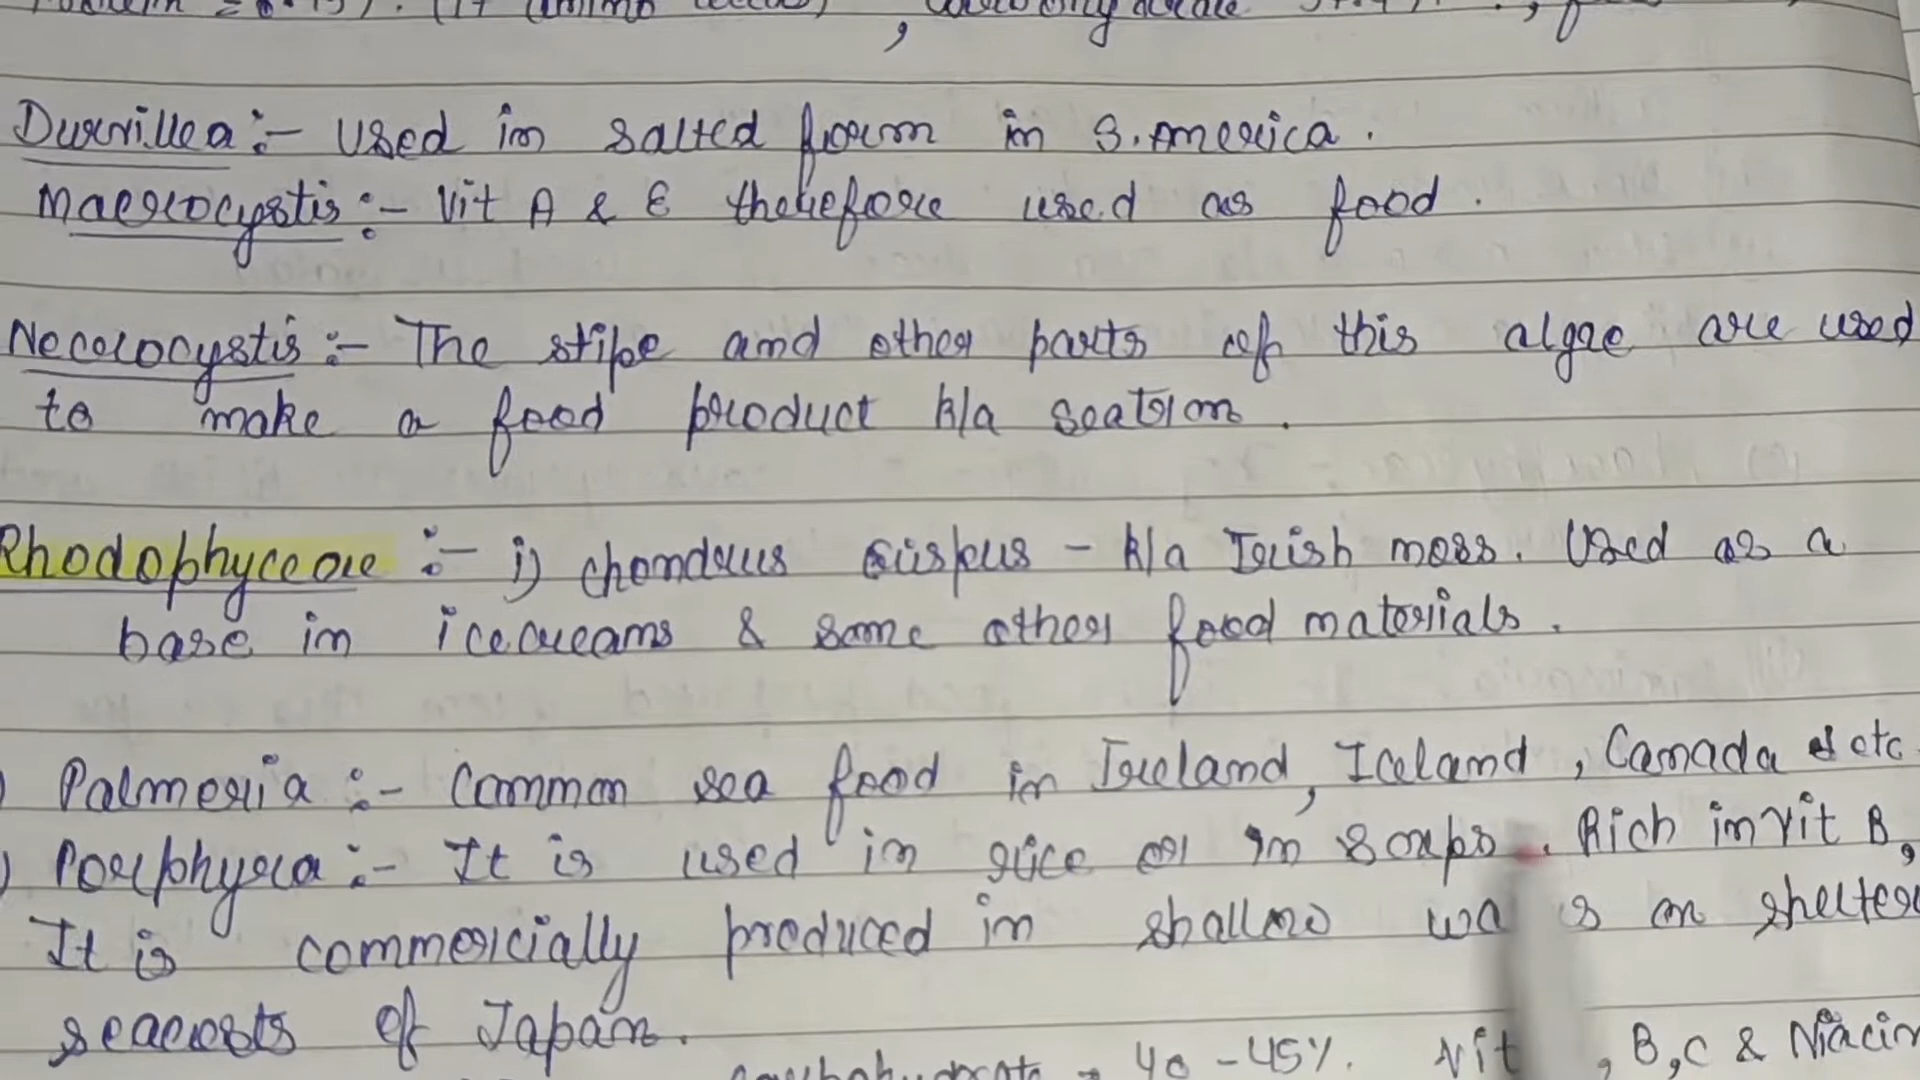 Durvillea :- Used in salted form in S. America.
Macrocystis :- Vit A & E therefore used as food.
Necerocystis :- The stipe and other parts of this algae are used
to make a food product k/a seatron.
Rhodophyceae :- i) chondrus crispus - k/a Irish moss. Used as a
base in icecreams & some other food materials.
) Palmeria :- Common sea food in Ireland, Iceland, Canada etc
) Porphyra :- It is used in rice or in soups. Rich in vit B,
It is commercially produced in shallow on shelter
seacosts of Japan.
40 - 45%. Vit , B, C & Niacin